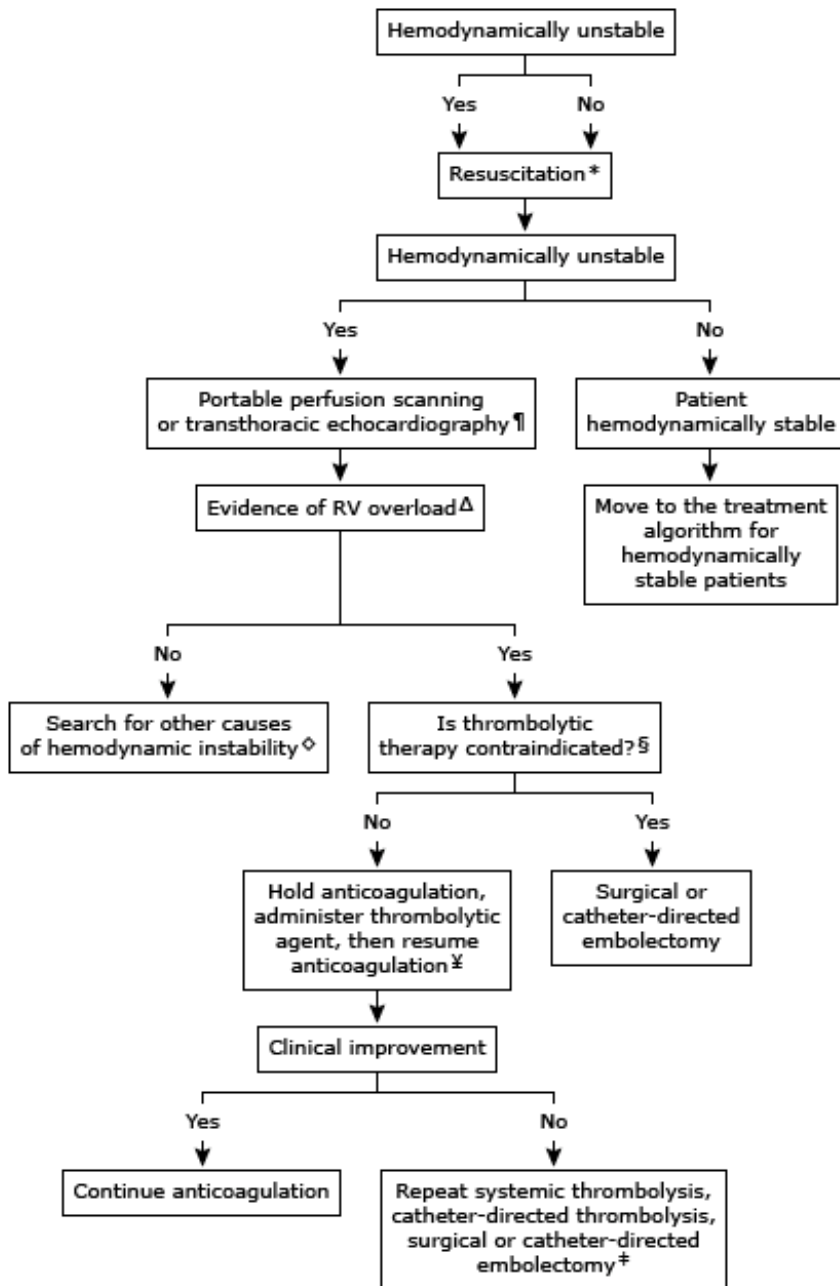 Hemodynamically unstable
Yes
No
Resuscitation*
Hemodynamically unstable
Yes
No
Portable perfusion scanning
or transthoracic echocardiography¶
Patient
hemodynamically stable
Evidence of RV overloadΔ
Move to the treatment
algorithm for
hemodynamically
stable patients
No
Yes
Search for other causes
of hemodynamic instability◇
Is thrombolytic
therapy contraindicated?§
No
Yes
Hold anticoagulation,
administer thrombolytic
agent, then resume
anticoagulation¥
Surgical or
catheter-directed
embolectomy
Clinical improvement
Yes
No
Continue anticoagulation
Repeat systemic thrombolysis,
catheter-directed thrombolysis,
surgical or catheter-directed
embolectomy‡